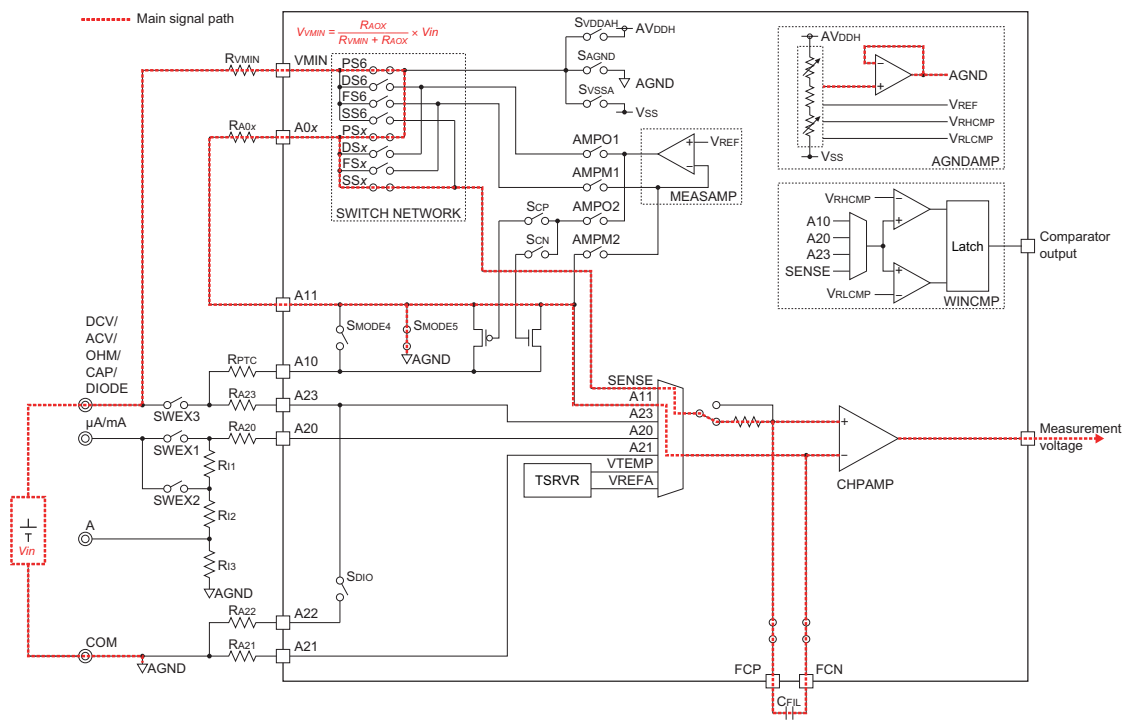 Main signal path
VVMIN = RAOX / RVMIN + RAOX × Vin
SVDDAH
AVDDH
SAGND
AGND
SVSSA
VSS
RVMIN
VMIN
PS6
DS6
FS6
SS6
RA0x
A0x
PSx
DSx
FSx
SSx
SWITCH NETWORK
AMPO1
AMPM1
AMPO2
AMPM2
VREF
MEASAMP
SCP
SCN
AVDDH
AGND
VREF
VRHCMP
VRLCMP
VSS
AGNDAMP
VRHCMP
A10
A20
A23
SENSE
VRLCMP
Latch
WINCMP
Comparator
output
A11
SMODE4
SMODE5
AGND
DCV/
ACV/
OHM/
CAP/
DIODE
RPTC
A10
SWEX3
RA23
A23
µA/mA
SWEX1
RA20
A20
RI1
SWEX2
RI2
A
RI3
AGND
Vin
SENSE
A11
A23
A20
A21
VTEMP
VREFA
TSRVR
CHPAMP
Measurement
voltage
SDIO
RA22
A22
COM
AGND
RA21
A21
FCP
FCN
CFIL